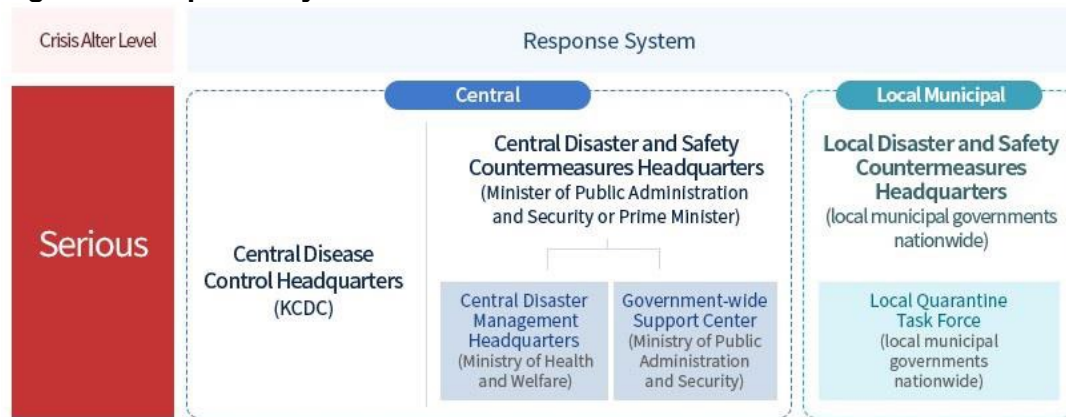 Crisis Alter Level
Response System
Serious
Central
Central Disease
Control Headquarters
(KCDC)
Central Disaster and Safety
Countermeasures Headquarters
(Minister of Public Administration
and Security or Prime Minister)
Central Disaster
Management
Headquarters
(Ministry of Health
and Welfare)
Government-wide
Support Center
(Ministry of Public
Administration
and Security)
Local Municipal
Local Disaster and Safety
Countermeasures
Headquarters
(local municipal governments
nationwide)
Local Quarantine
Task Force
(local municipal
governments
nationwide)